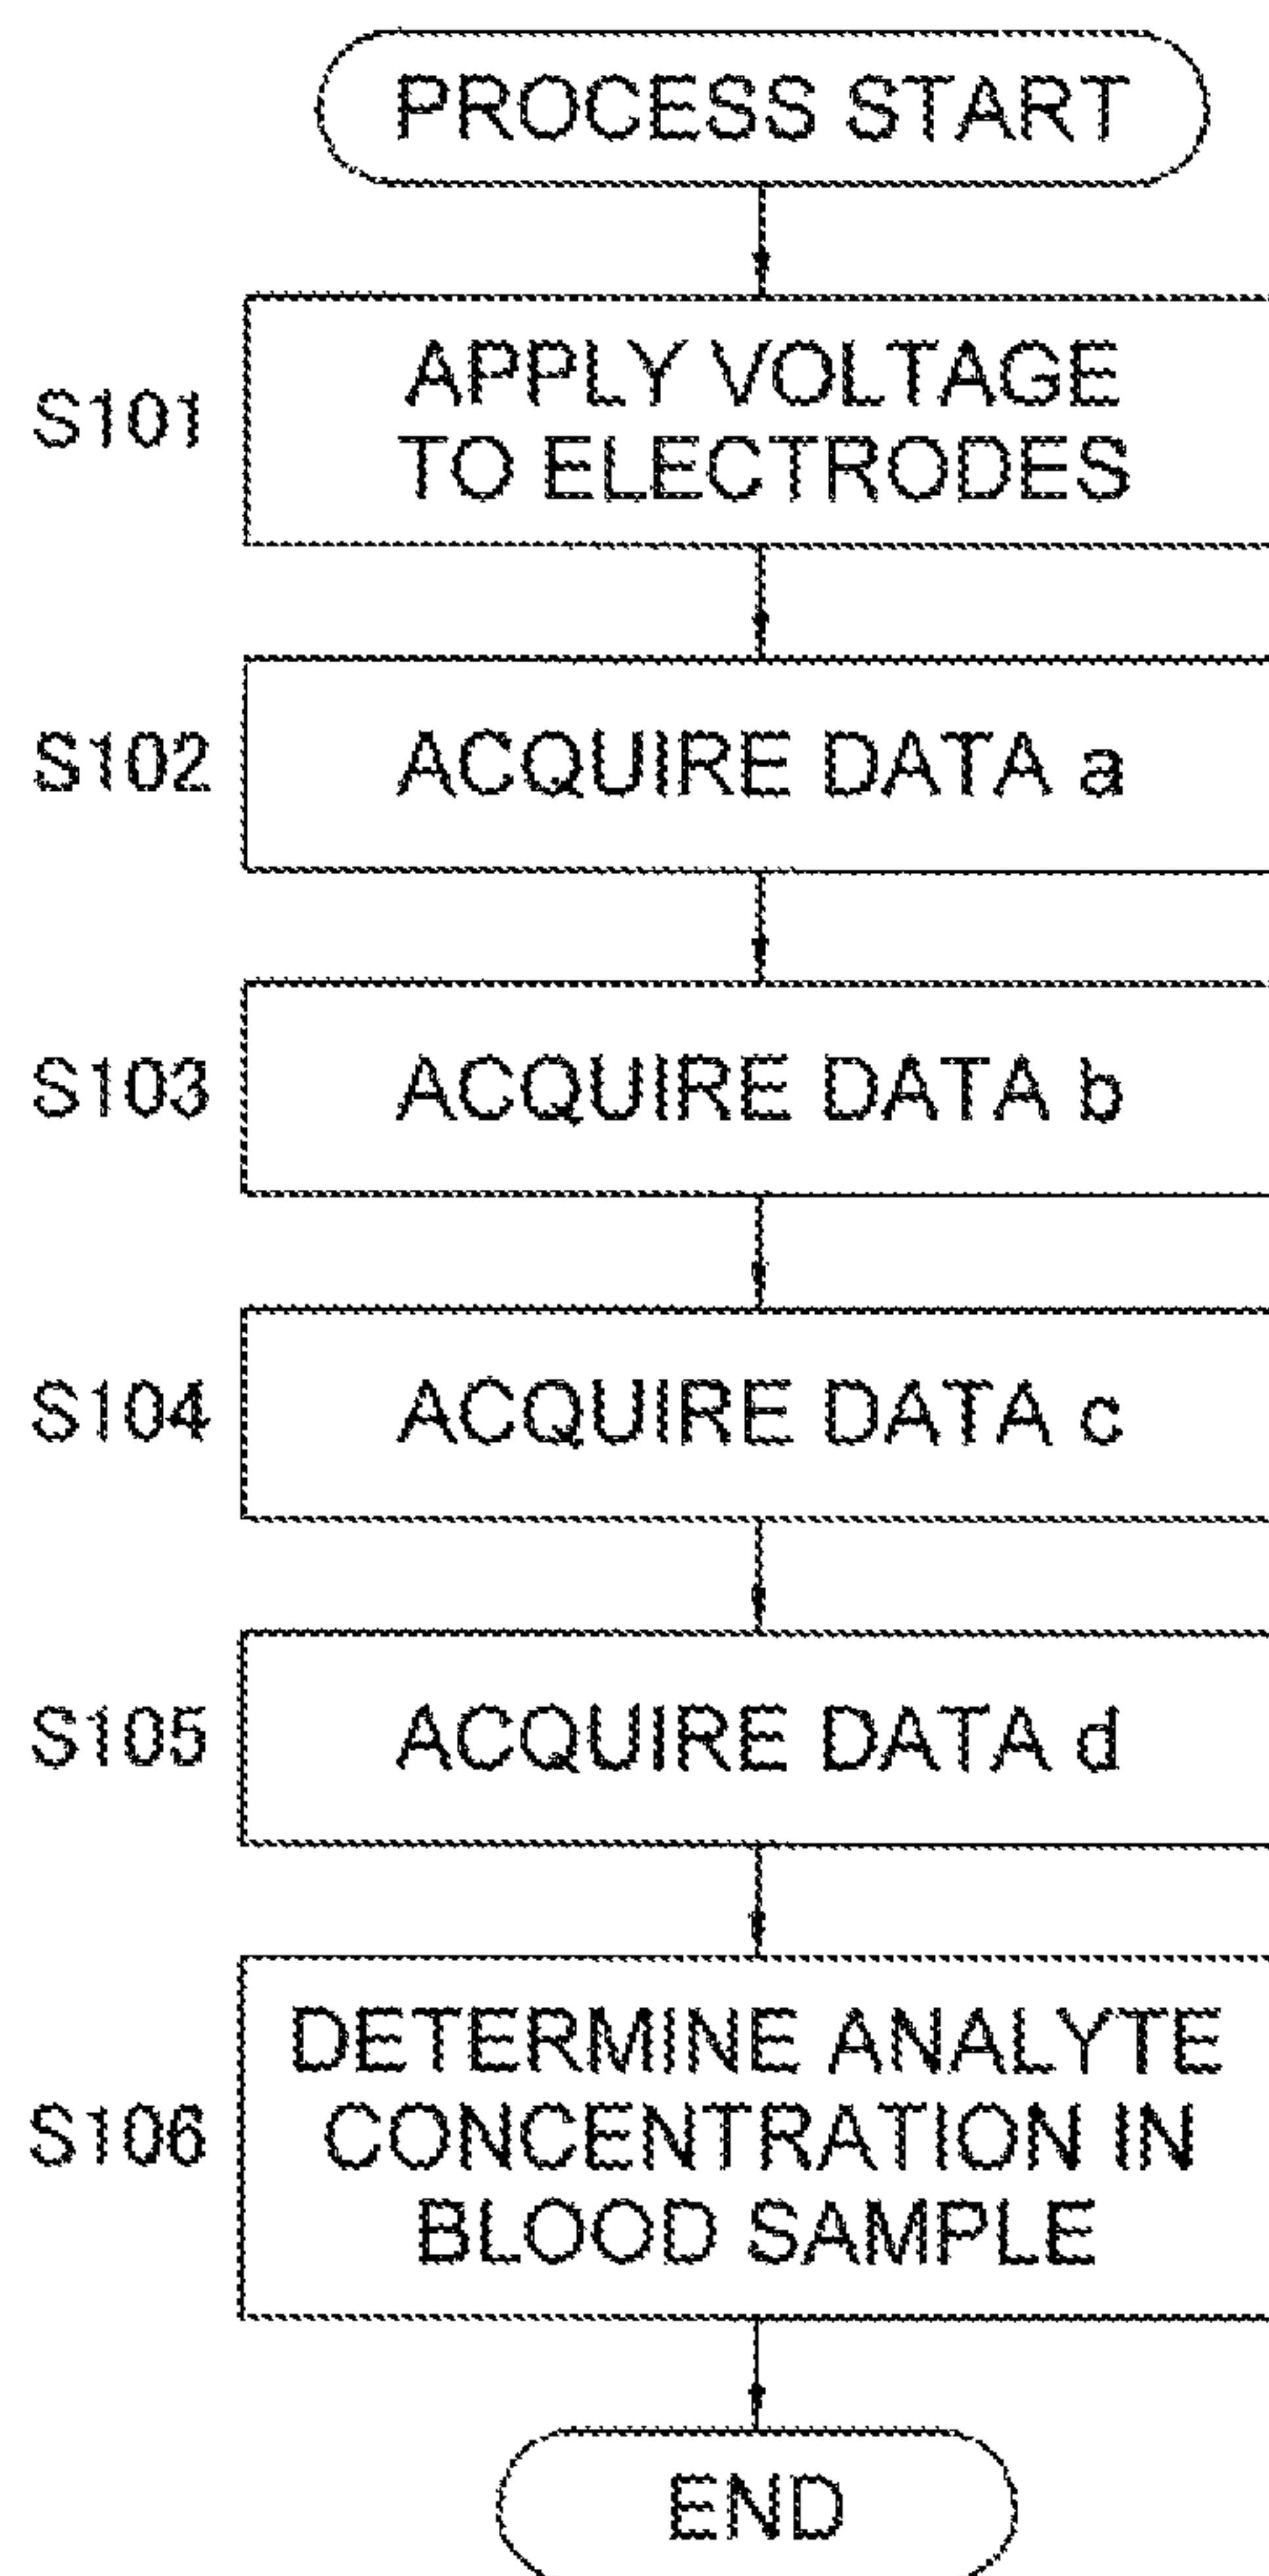 PROCESS START
S101
APPLY VOLTAGE
TO ELECTRODES
S102
ACQUIRE DATA a
S103
ACQUIRE DATA b
S104
ACQUIRE DATA c
S105
ACQUIRE DATA d
S106
DETERMINE ANALYTE
CONCENTRATION IN
BLOOD SAMPLE
END